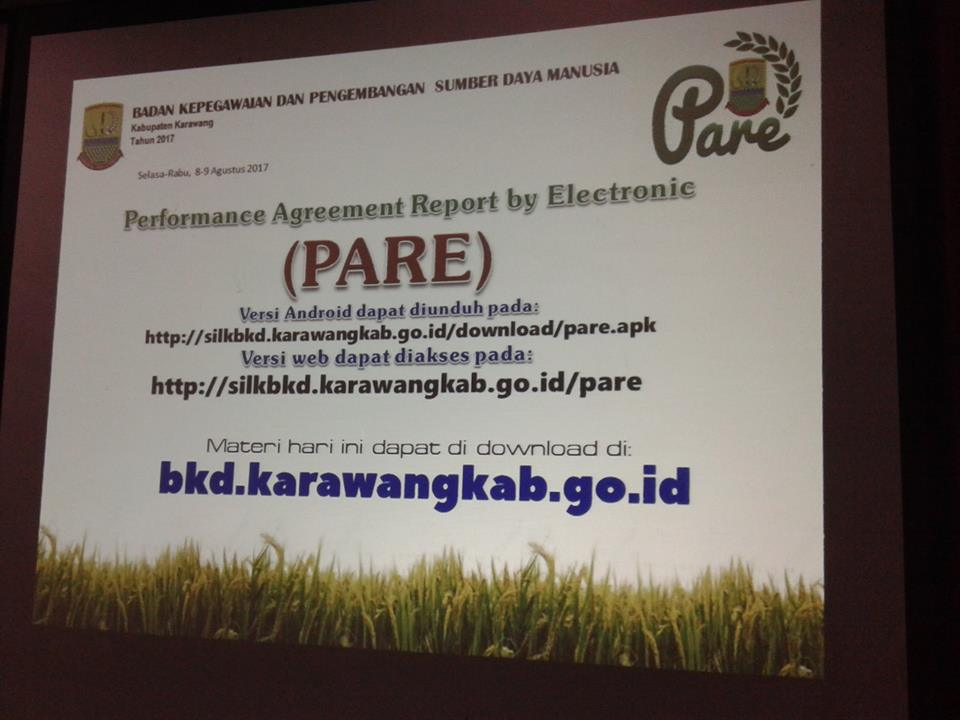 BADAN KEPEGAWAIAN DAN PENGEMBANGAN SUMBER DAYA MANUSIA
Kabupaten Karawang
Tahun 2017
Pare
Selasa-Rabu, 8-9 Agustus 2017
Performance Agreement Report by Electronic
(PARE)
Versi Android dapat diunduh pada:
http://silkbkd.karawangkab.go.id/download/pare.apk
Versi web dapat diakses pada:
http://silkbkd.karawangkab.go.id/pare
Materi hari ini dapat di download di:
bkd.karawangkab.go.id